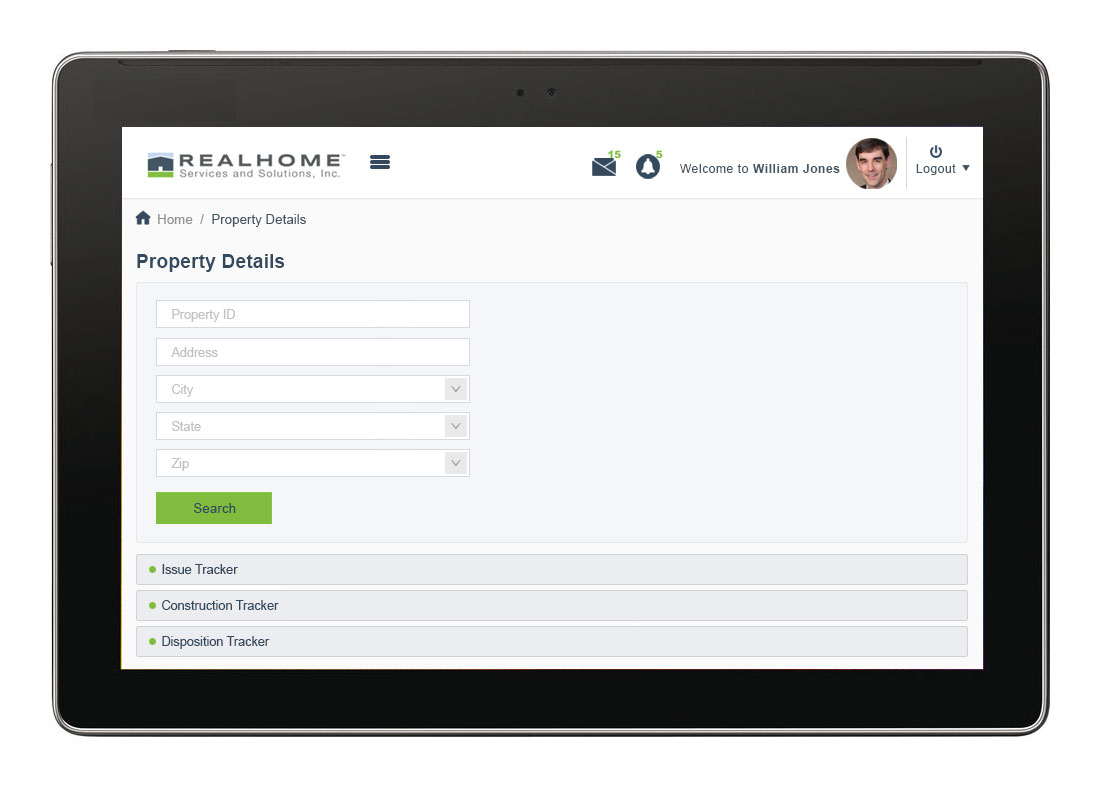 REALHOME™
Services and Solutions, Inc.
15
5
Welcome to William Jones
Logout
Home / Property Details
Property Details
Property ID
Address
City
State
Zip
Search
Issue Tracker
Construction Tracker
Disposition Tracker